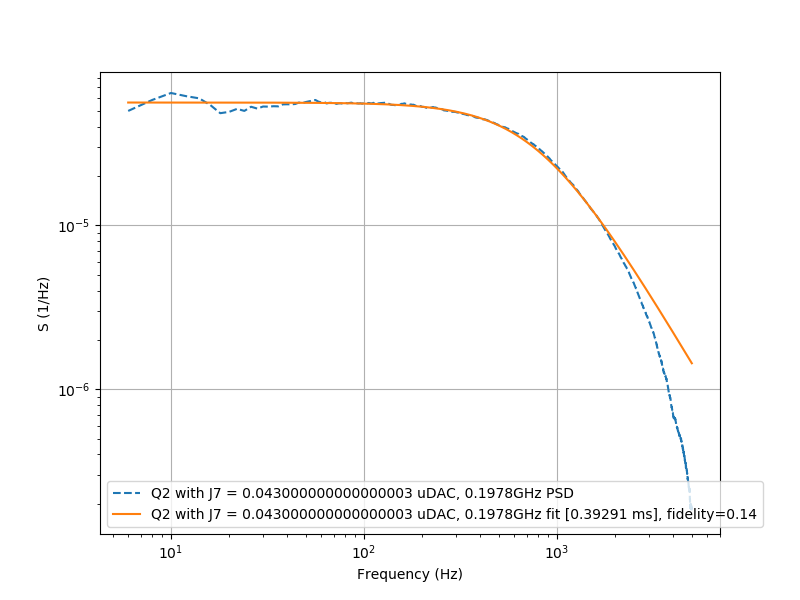 S (1/Hz)
10⁻⁵
10⁻⁶
Q2 with J7 = 0.043000000000000003 uDAC, 0.1978GHz PSD
Q2 with J7 = 0.043000000000000003 uDAC, 0.1978GHz fit [0.39291 ms], fidelity=0.14
10¹ 10² 10³
Frequency (Hz)